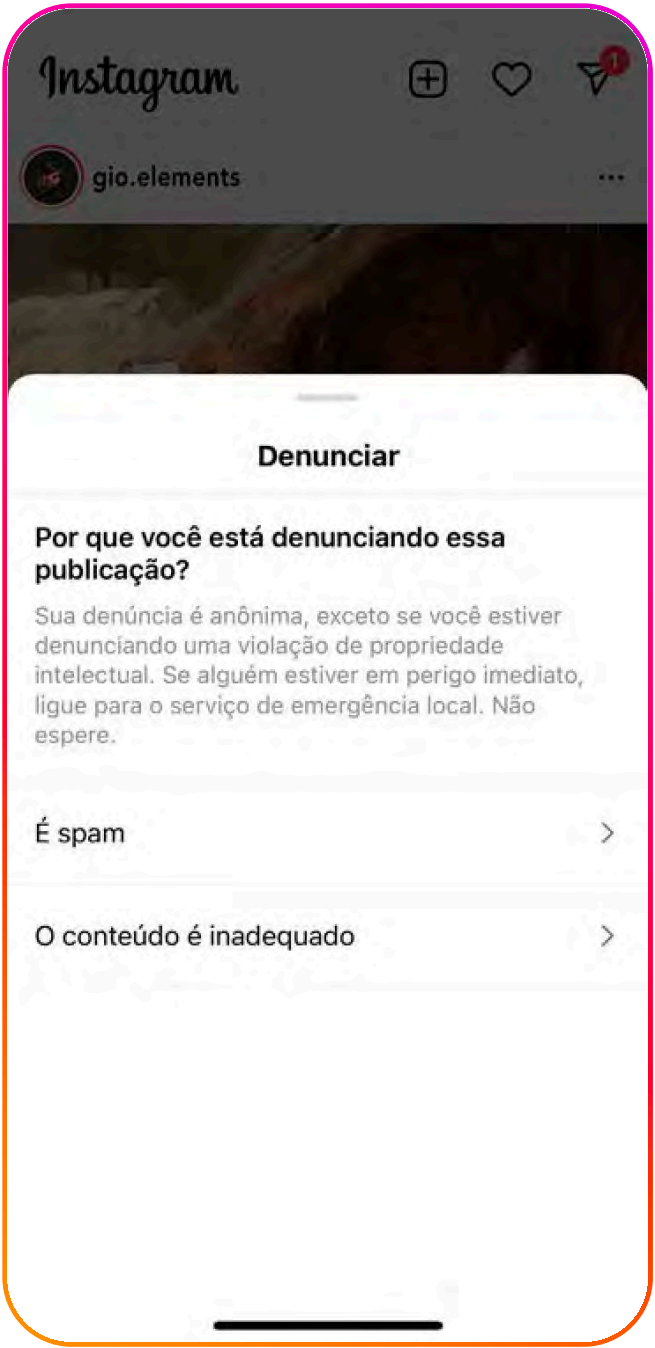 Instagram
1
gio.elements
Denunciar
Por que você está denunciando essa
publicação?
Sua denúncia é anônima, exceto se você estiver
denunciando uma violação de propriedade
intelectual. Se alguém estiver em perigo imediato,
ligue para o serviço de emergência local. Não
espere.
É spam
O conteúdo é inadequado